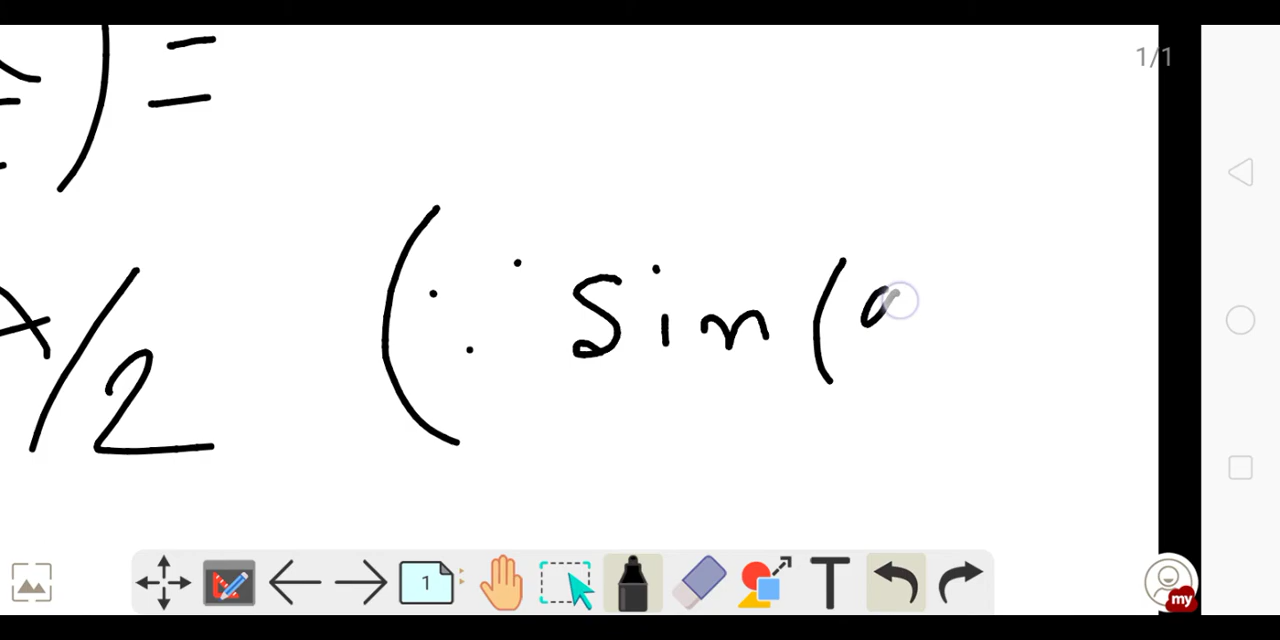 1/1
) =
/2 (∵ Sin (
1
T
my